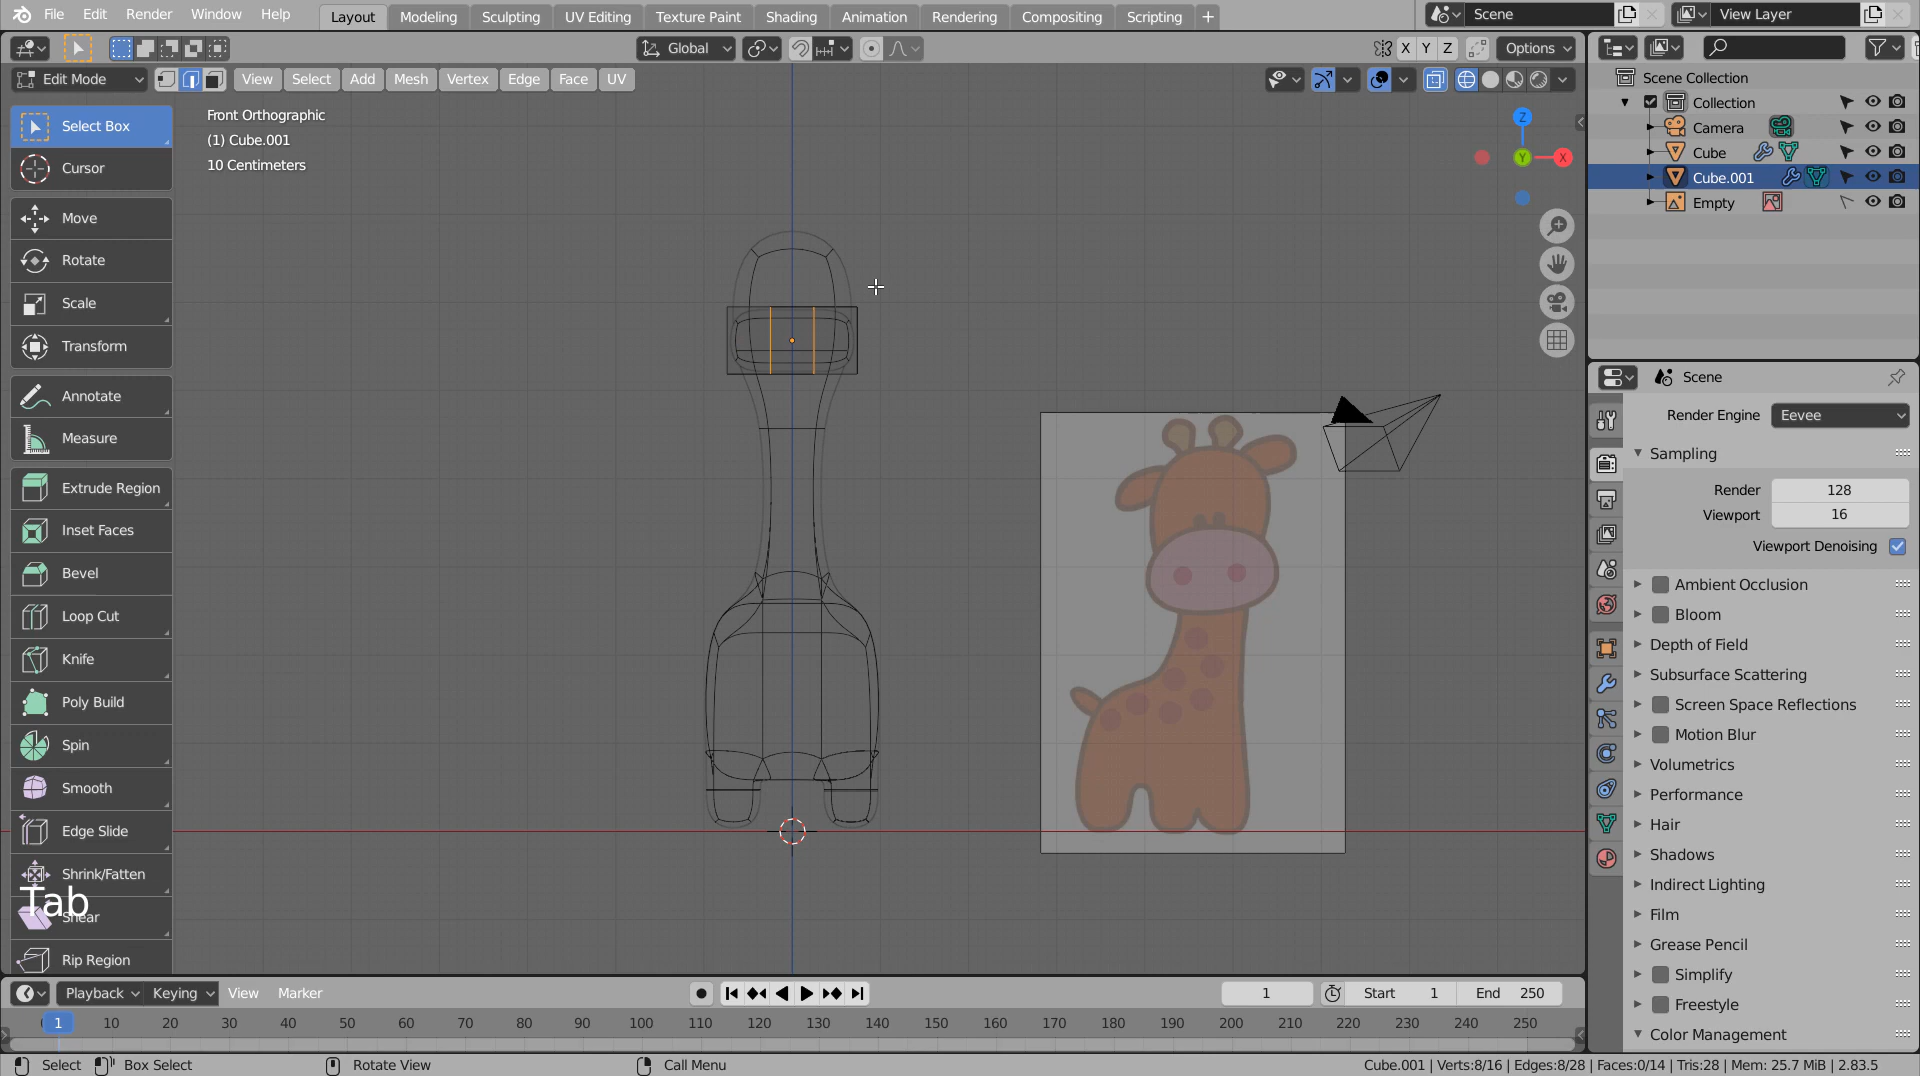 File Edit Render Window Help Layout Modeling Sculpting UV Editing Texture Paint Shading Animation Rendering Compositing Scripting + Scene View Layer
Global X Y Z Options
Edit Mode View Select Add Mesh Vertex Edge Face UV
Scene Collection
Collection
Camera
Cube
Cube.001
Empty
Front Orthographic
(1) Cube.001
10 Centimeters
Z
Y
X
Select Box
Cursor
Move
Rotate
Scale
Transform
Annotate
Measure
Extrude Region
Inset Faces
Bevel
Loop Cut
Knife
Poly Build
Spin
Smooth
Edge Slide
Shrink/Fatten
Tab
Shear
Rip Region
Scene
Render Engine Eevee
Sampling
Render 128
Viewport 16
Viewport Denoising
Ambient Occlusion
Bloom
Depth of Field
Subsurface Scattering
Screen Space Reflections
Motion Blur
Volumetrics
Performance
Hair
Shadows
Indirect Lighting
Film
Grease Pencil
Simplify
Freestyle
Color Management
Playback Keying View Marker 1 Start 1 End 250
1 10 20 30 40 50 60 70 80 90 100 110 120 130 140 150 160 170 180 190 200 210 220 230 240 250
Select Box Select Rotate View Call Menu Cube.001 | Verts:8/16 | Edges:8/28 | Faces:0/14 | Tris:28 | Mem: 25.7 MiB | 2.83.5